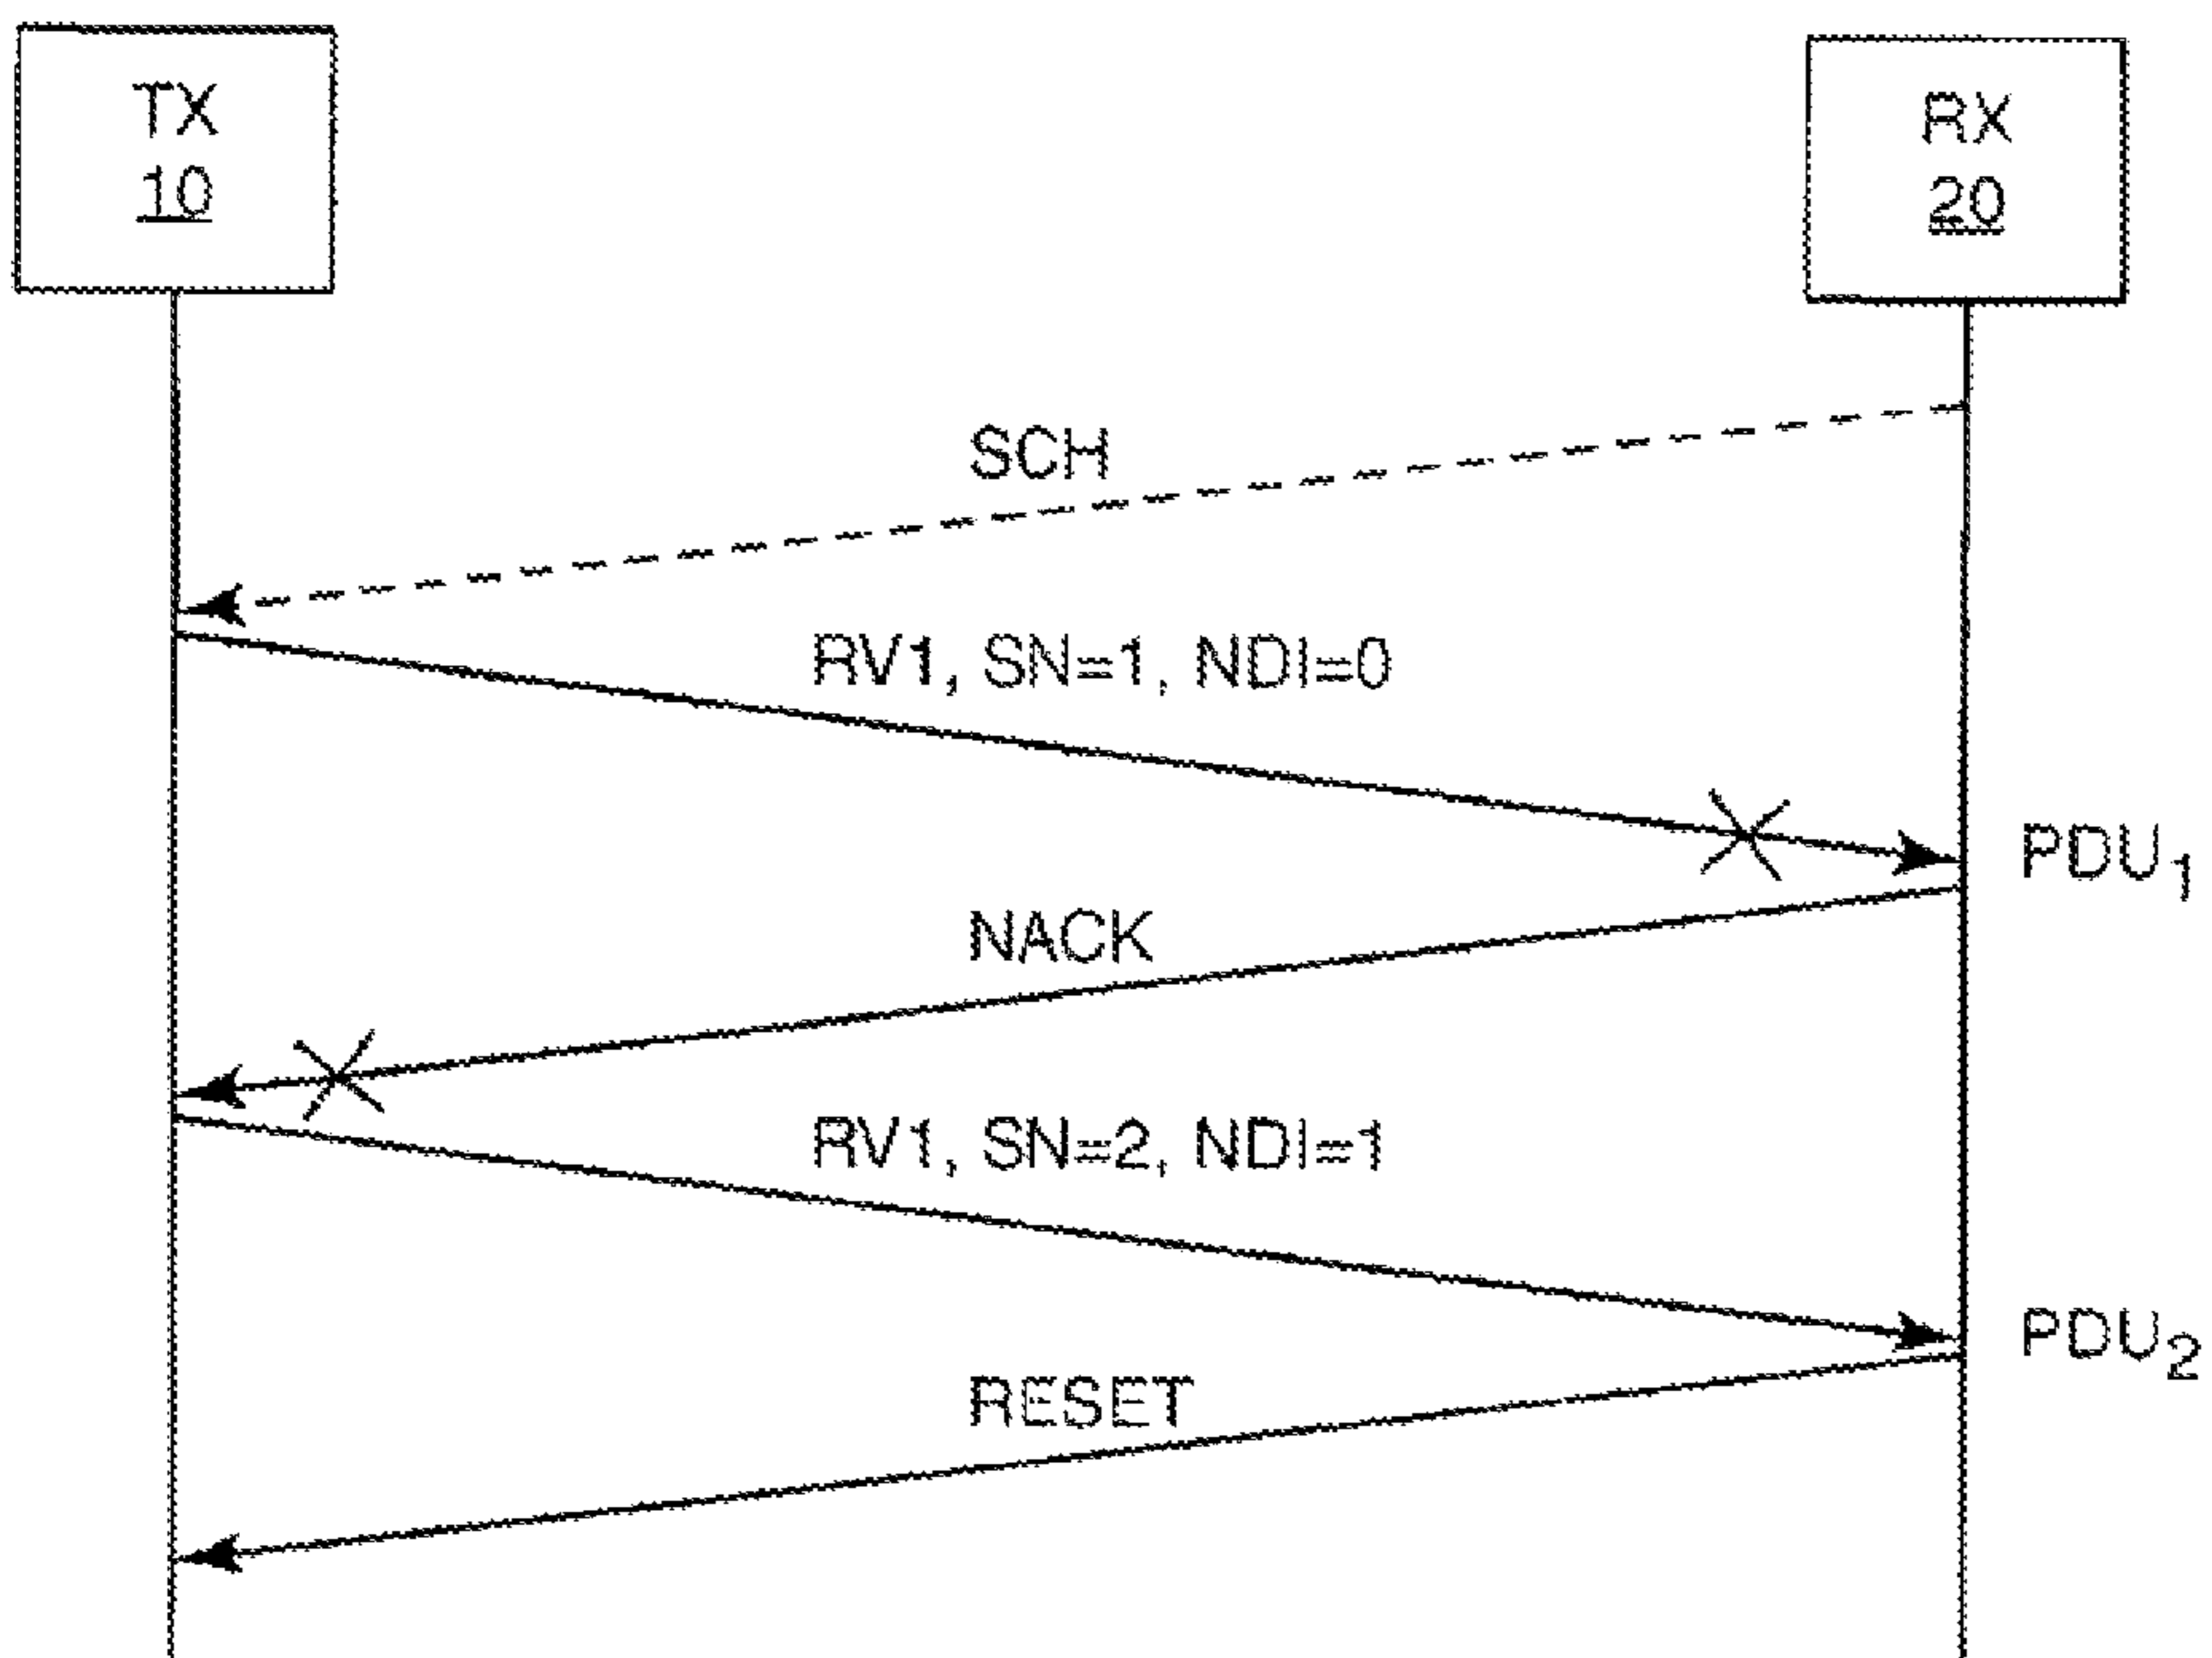 TX
10
RX
20
SCH
RV1, SN=1, NDI=0
PDU1
NACK
RV1, SN=2, NDI=1
PDU2
RESET